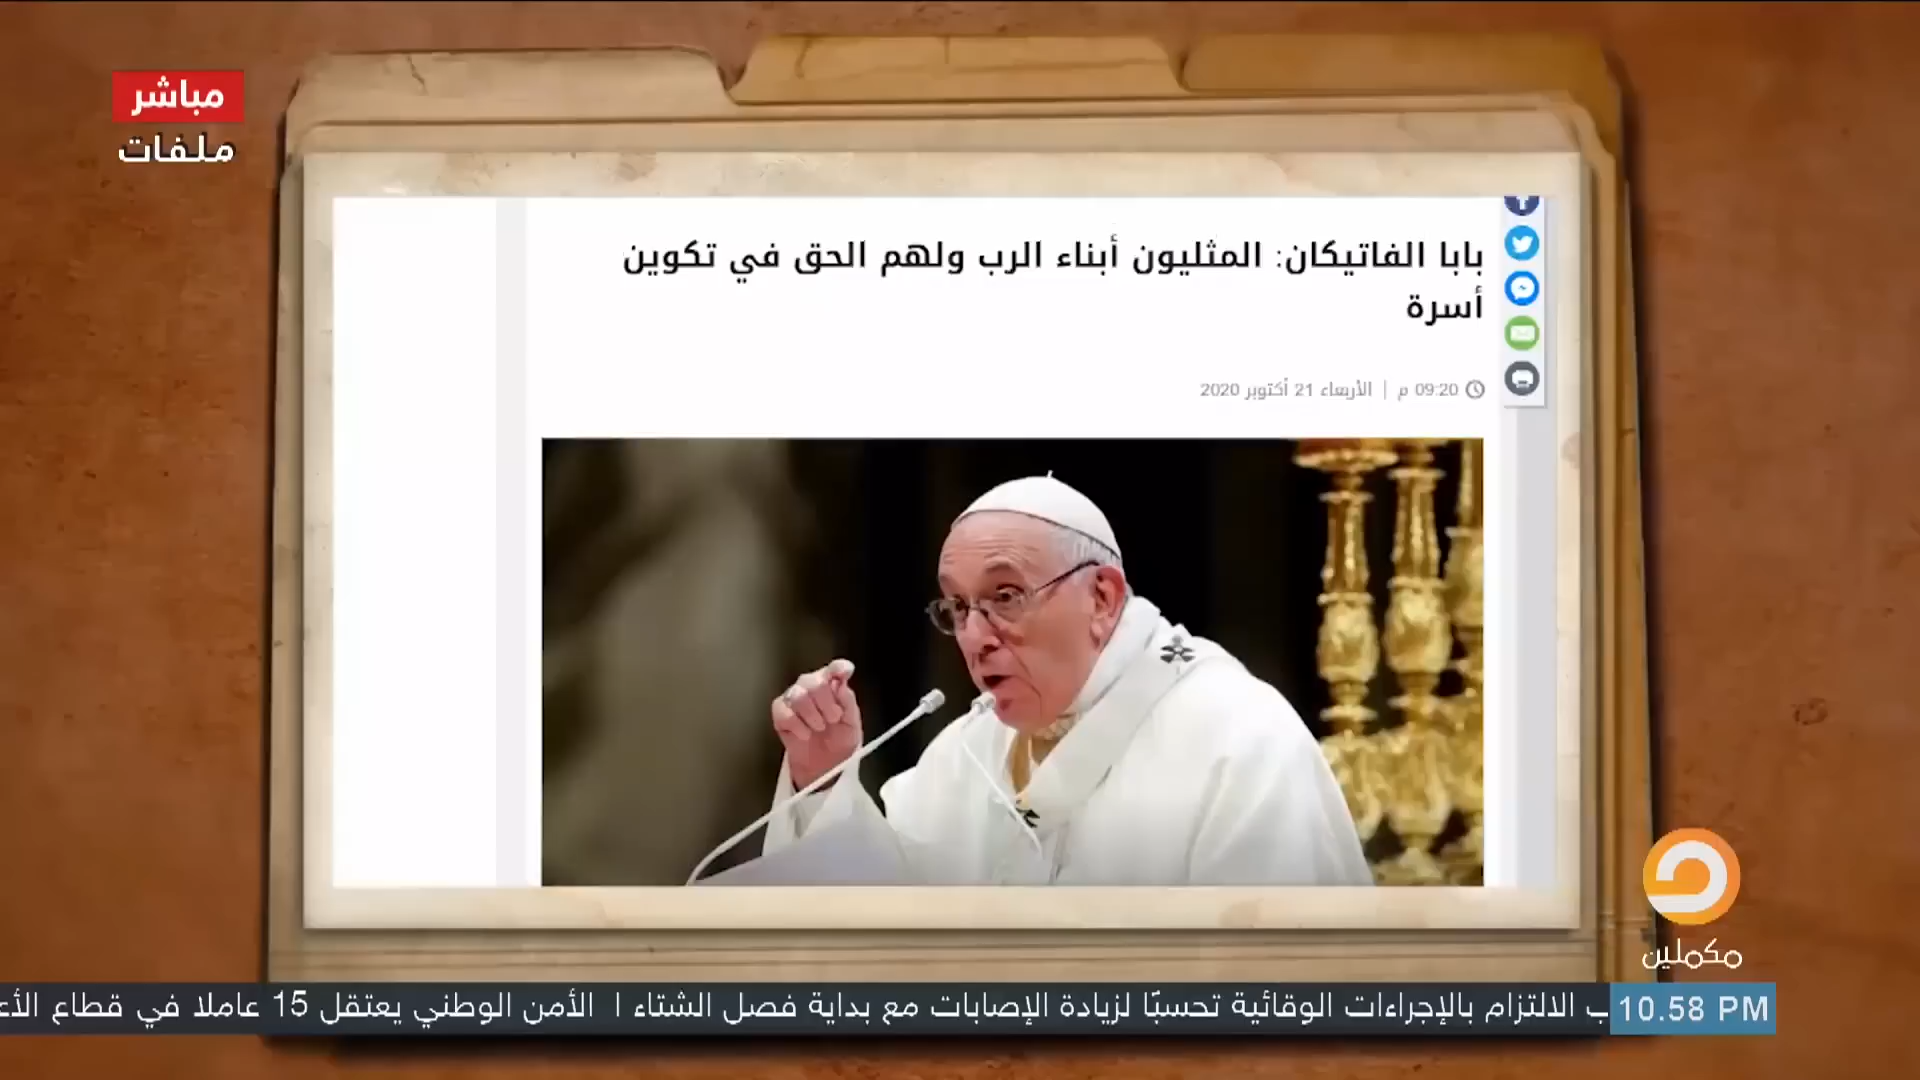 مباشر
ملفات
بابا الفاتيكان: المثليون أبناء الرب ولهم الحق في تكوين
أسرة
09:20 م | الأربعاء 21 أكتوبر 2020
مكملين
ب الالتزام بالإجراءات الوقائية تحسبًا لزيادة الإصابات مع بداية فصل الشتاء ا الأمن الوطني يعتقل 15 عاملا في قطاع
10.58 PM